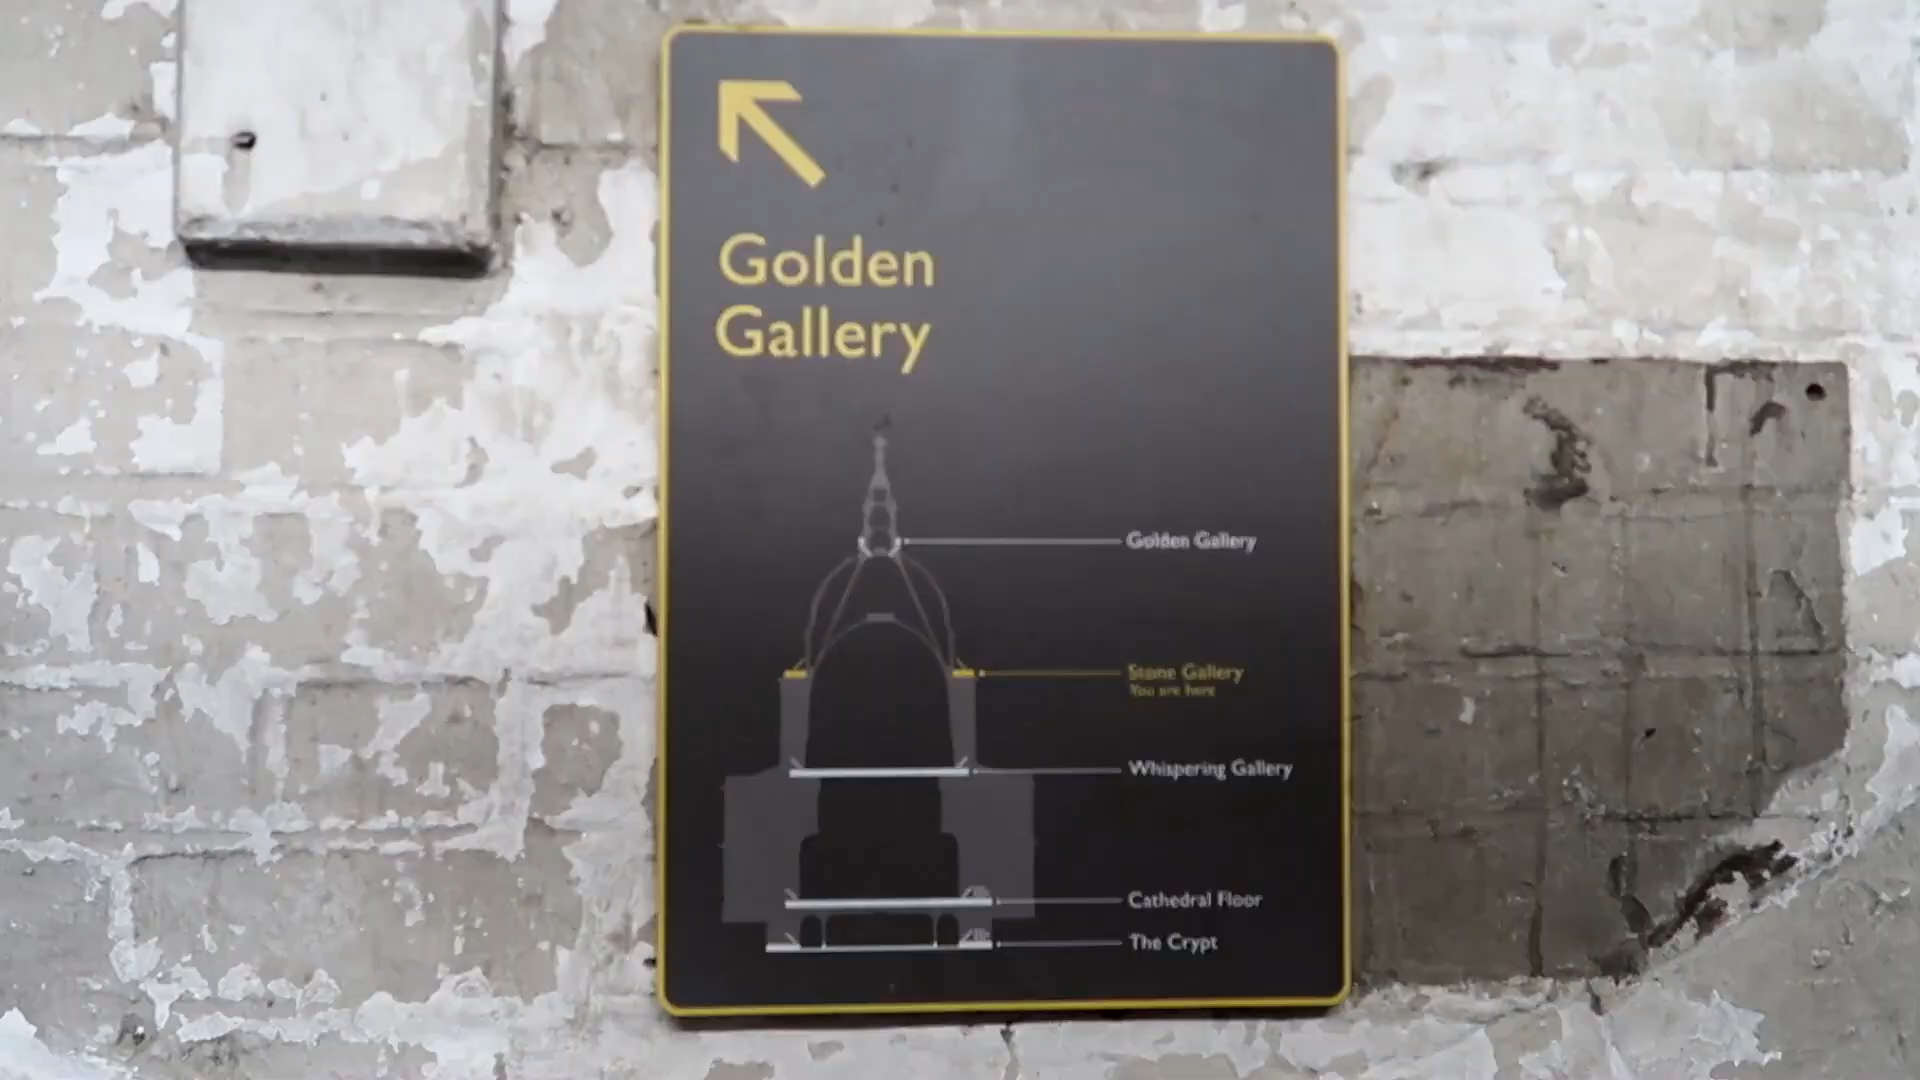 Golden
Gallery
Golden Gallery
Stone Gallery
You are here
Whispering Gallery
Cathedral Floor
The Crypt